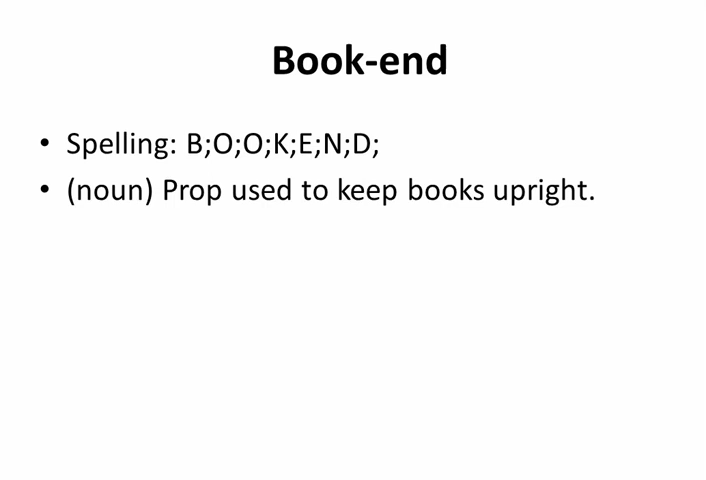 Book-end
• Spelling: B;O;O;K;E;N;D;
• (noun) Prop used to keep books upright.